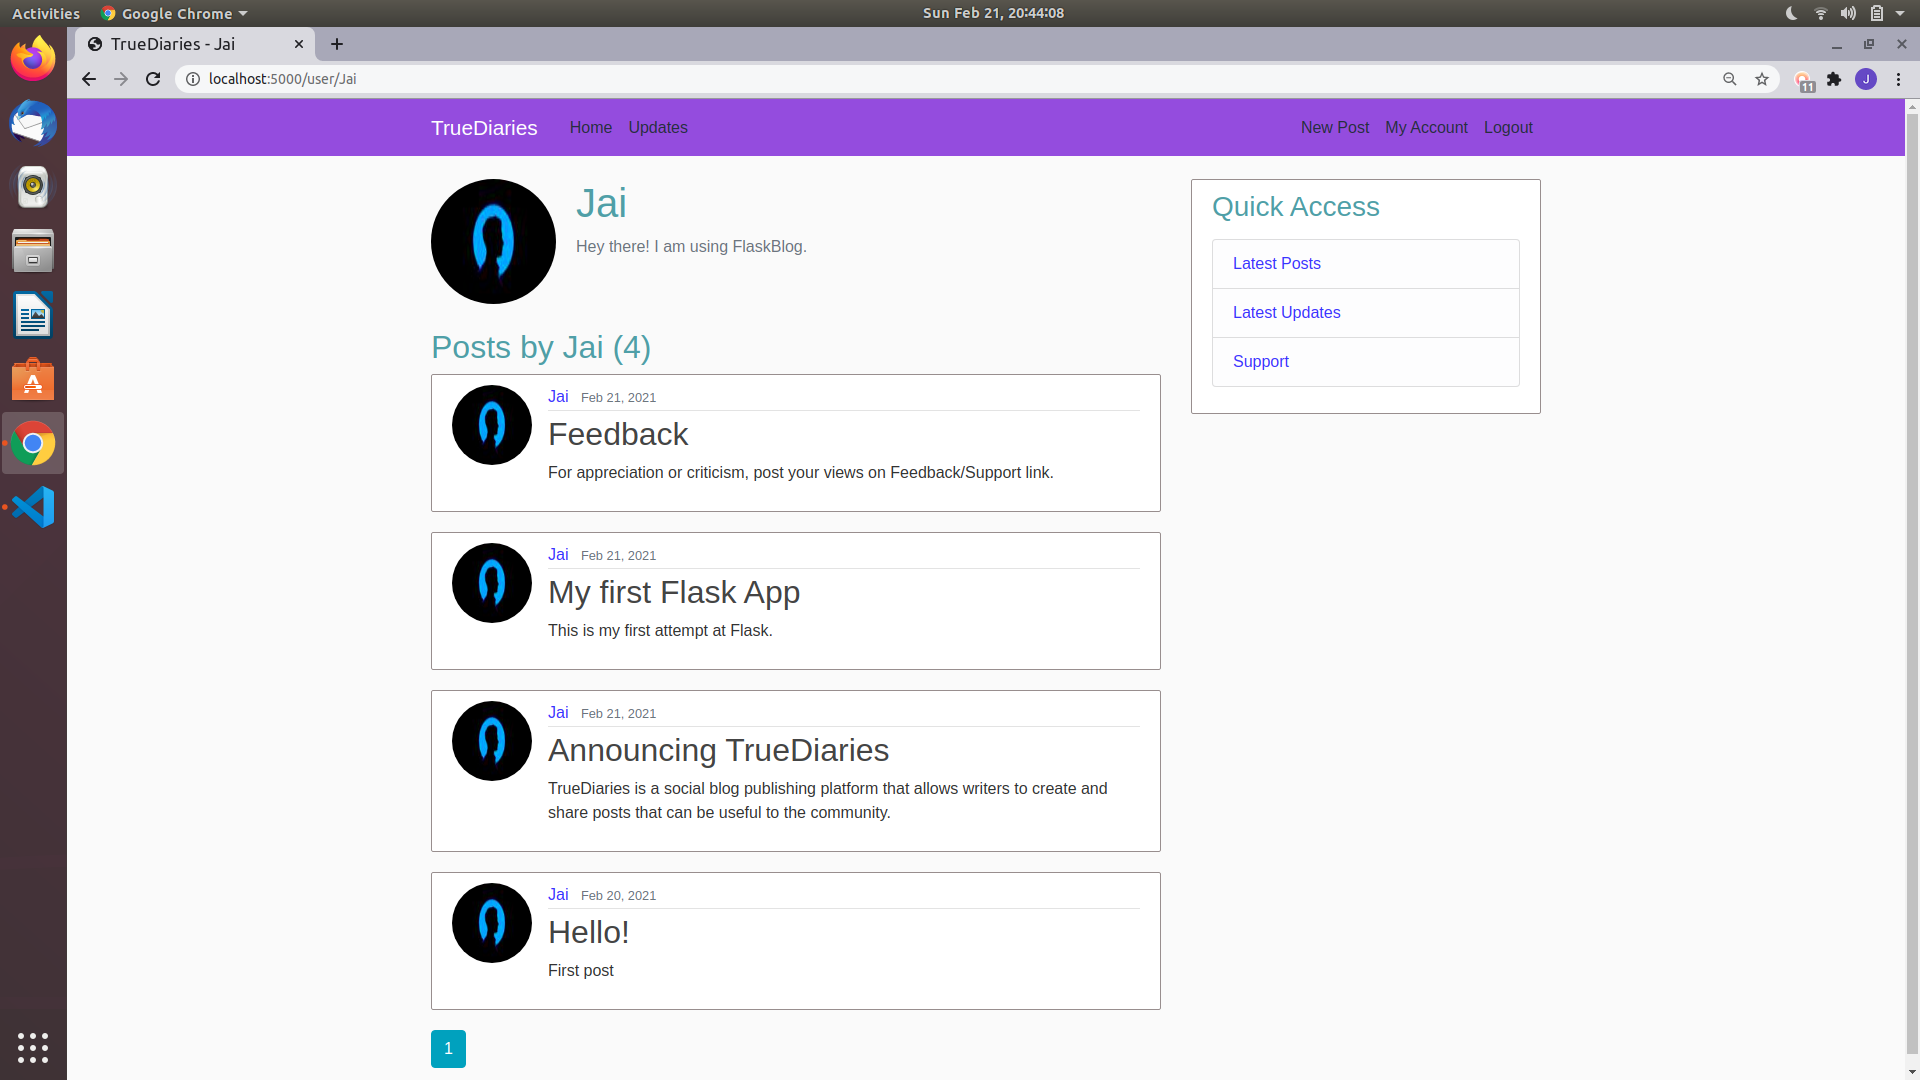 Activities Google Chrome Sun Feb 21, 20:44:08
TrueDiaries - Jai
localhost:5000/user/Jai 11 J
TrueDiaries Home Updates New Post My Account Logout
Jai
Hey there! I am using FlaskBlog.
Quick Access
Latest Posts
Latest Updates
Support
Posts by Jai (4)
Jai Feb 21, 2021
Feedback
For appreciation or criticism, post your views on Feedback/Support link.
Jai Feb 21, 2021
My first Flask App
This is my first attempt at Flask.
Jai Feb 21, 2021
Announcing TrueDiaries
TrueDiaries is a social blog publishing platform that allows writers to create and
share posts that can be useful to the community.
Jai Feb 20, 2021
Hello!
First post
1